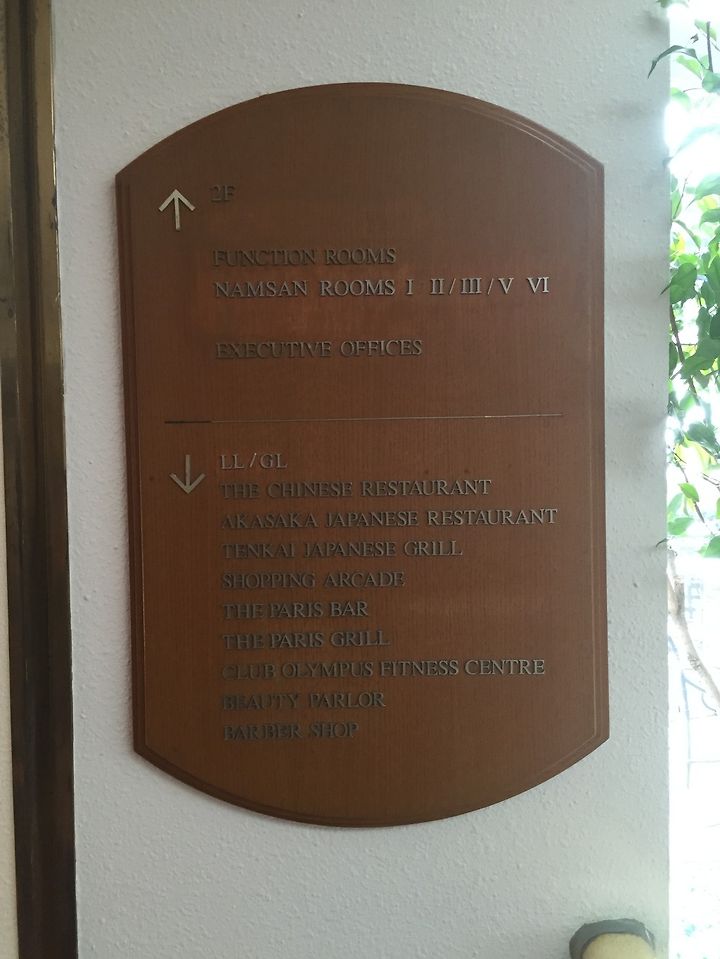 2F
FUNCTION ROOMS
NAMSAN ROOMS I II/III/V VI
EXECUTIVE OFFICES
LL/GL
THE CHINESE RESTAURANT
AKASAKA JAPANESE RESTAURANT
TENKAI JAPANESE GRILL
SHOPPING ARCADE
THE PARIS BAR
THE PARIS GRILL
CLUB OLYMPUS FITNESS CENTRE
BEAUTY PARLOR
BARBER SHOP